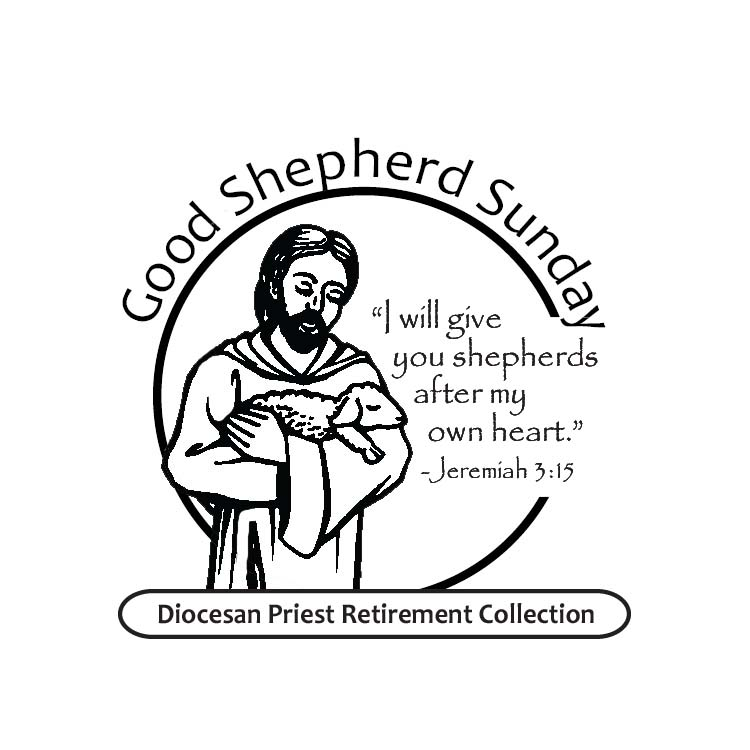 Good Shepherd Sunday
“I will give
you shepherds
after my
own heart.”
-Jeremiah 3:15
Diocesan Priest Retirement Collection